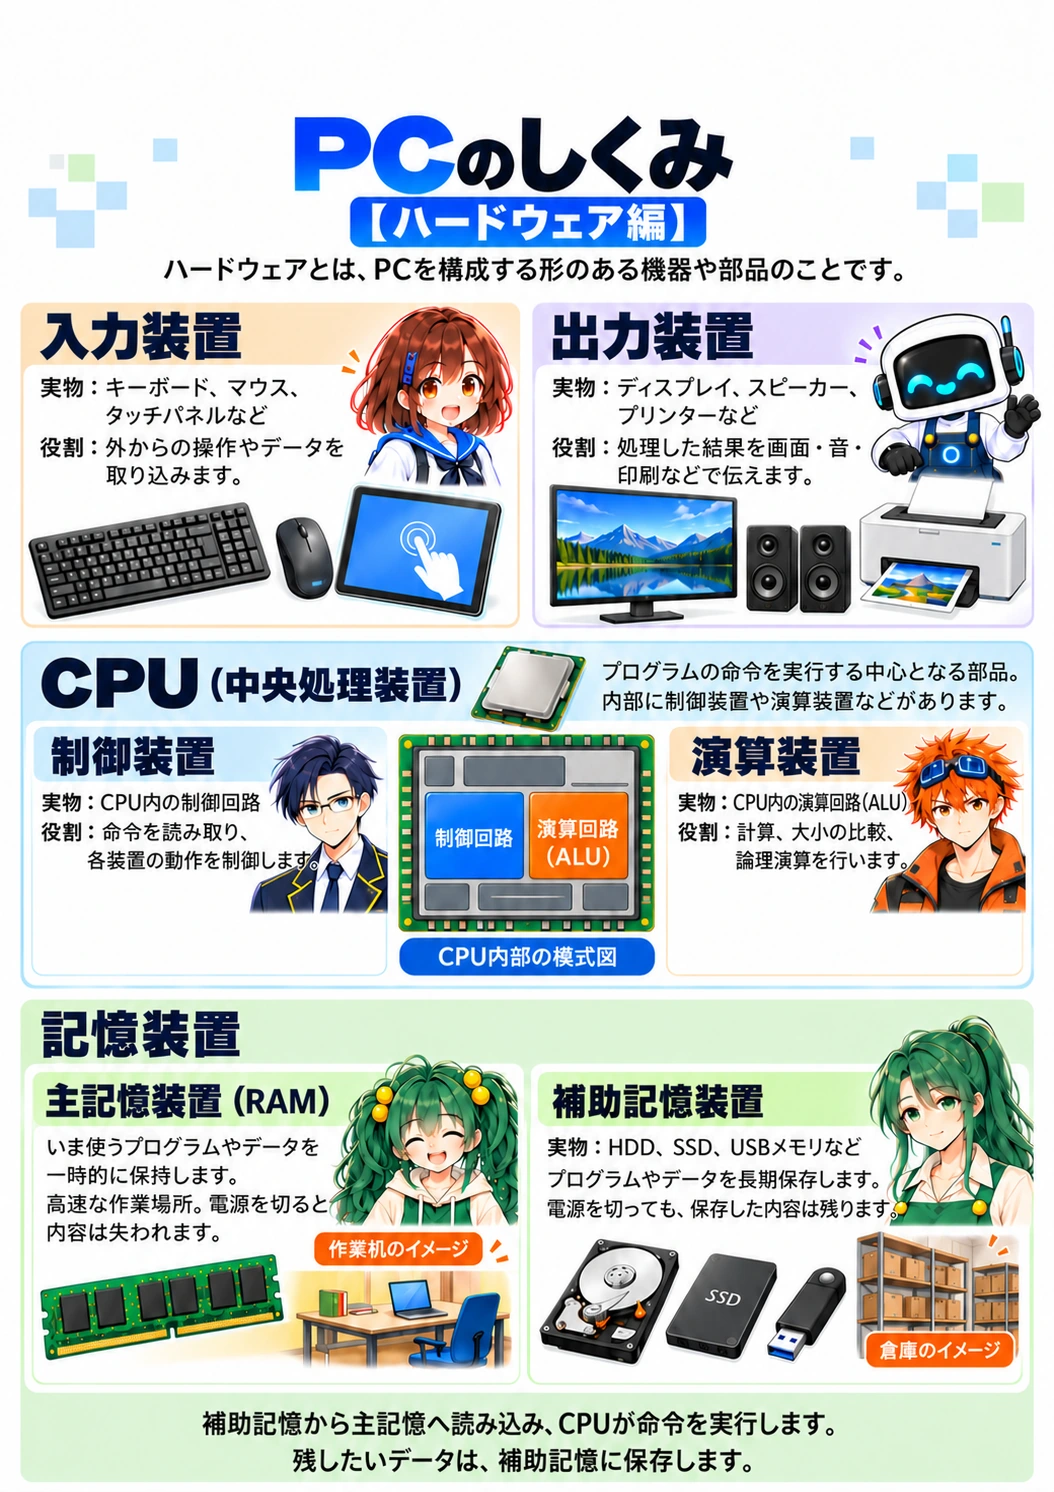 PCのしくみ
【ハードウェア編】
ハードウェアとは、PCを構成する形のある機器や部品のことです。
入力装置
実物：キーボード、マウス、
タッチパネルなど
役割：外からの操作やデータを
取り込みます。
出力装置
実物：ディスプレイ、スピーカー、
プリンターなど
役割：処理した結果を画面・音・
印刷などで伝えます。
CPU（中央処理装置）
プログラムの命令を実行する中心となる部品。
内部に制御装置や演算装置などがあります。
制御装置
実物：CPU内の制御回路
役割：命令を読み取り、
各装置の動作を制御します。
制御回路
演算回路
（ALU）
CPU内部の模式図
演算装置
実物：CPU内の演算回路（ALU）
役割：計算、大小の比較、
論理演算を行います。
記憶装置
主記憶装置（RAM）
いま使うプログラムやデータを
一時的に保持します。
高速な作業場所。電源を切ると
内容は失われます。
作業机のイメージ
補助記憶装置
実物：HDD、SSD、USBメモリなど
プログラムやデータを長期保存します。
電源を切っても、保存した内容は残ります。
SSD
倉庫のイメージ
補助記憶から主記憶へ読み込み、CPUが命令を実行します。
残したいデータは、補助記憶に保存します。